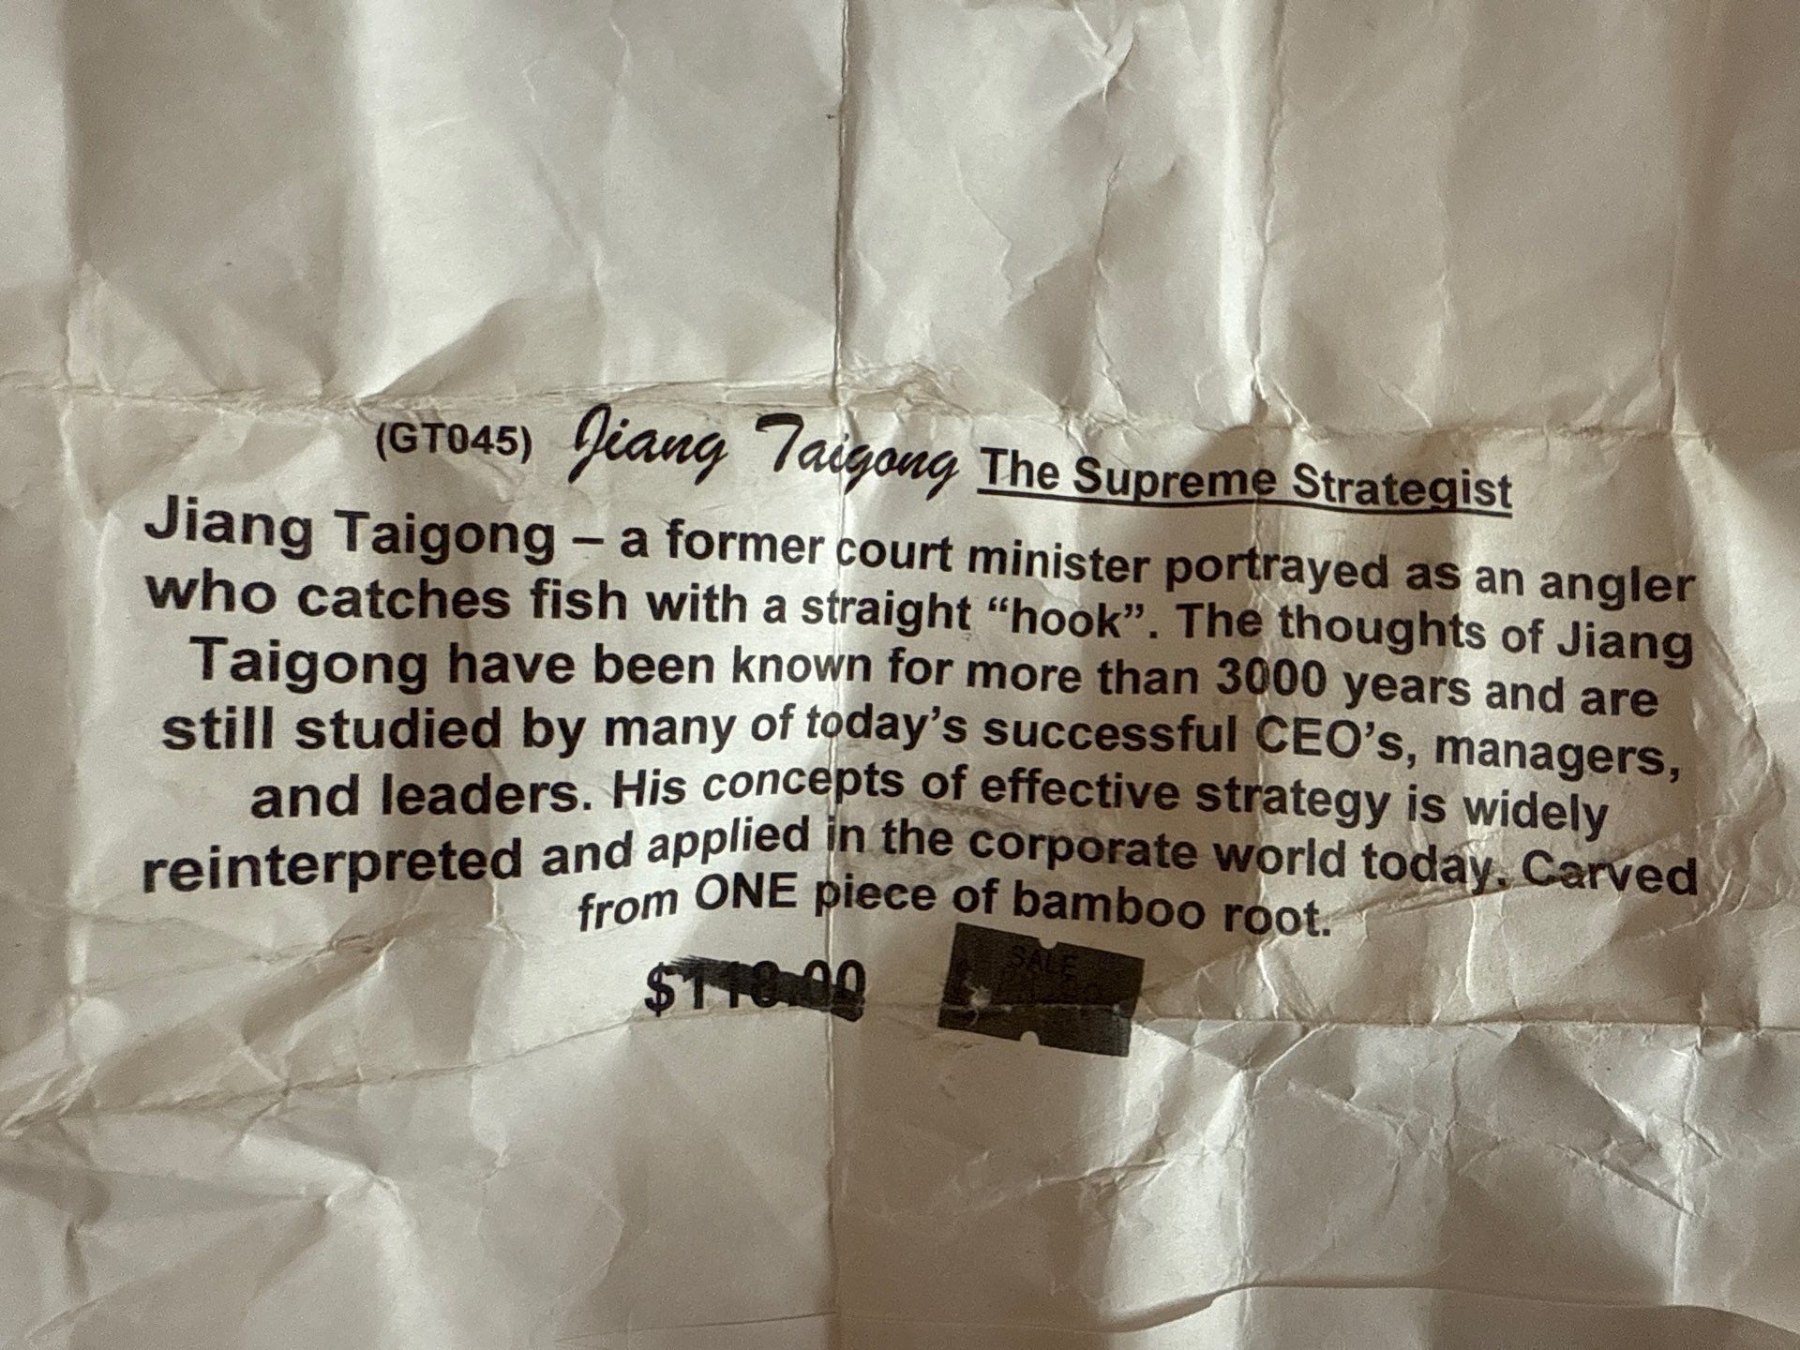 (GT045) Jiang Taigong The Supreme Strategist
Jiang Taigong – a former court minister portrayed as an angler
who catches fish with a straight “hook”. The thoughts of Jiang
Taigong have been known for more than 3000 years and are
still studied by many of today’s successful CEO’s, managers,
and leaders. His concepts of effective strategy is widely
reinterpreted and applied in the corporate world today. Carved
from ONE piece of bamboo root.
$118.00
SALE